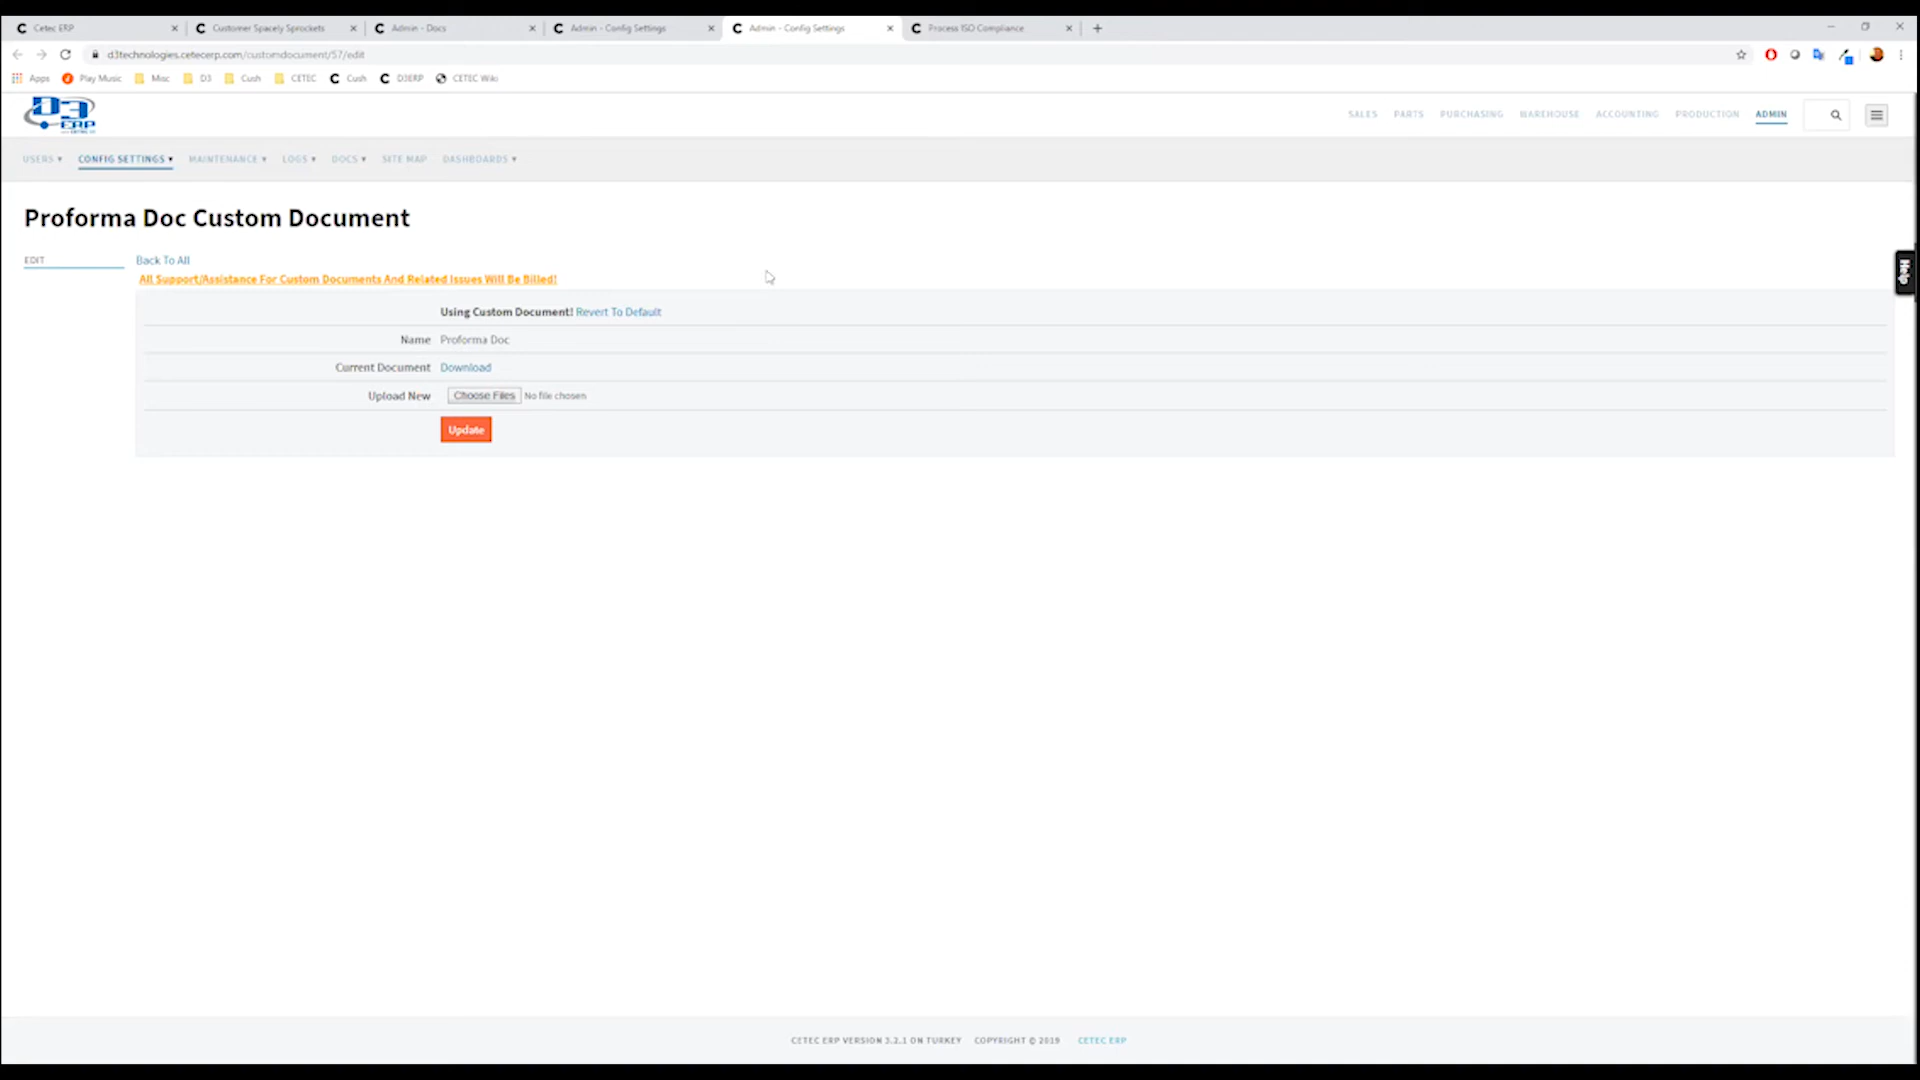 Cetec ERP
Customer Spacely Sprockets
Admin - Docs
Admin - Config Settings
Admin - Config Settings
Process ISO Compliance
d3technologies.cetecerp.com/customdocument/57/edit
Apps Play Music Misc D3 Cush CETEC Cush D3ERP CETEC Wiki
D3 ERP
SALES PARTS PURCHASING WAREHOUSE ACCOUNTING PRODUCTION ADMIN
USERS ▾ CONFIG SETTINGS ▾ MAINTENANCE ▾ LOGS ▾ DOCS ▾ SITE MAP DASHBOARDS ▾
Proforma Doc Custom Document
EDIT
Back To All
All Support/Assistance For Custom Documents And Related Issues Will Be Billed!
Help
Using Custom Document! Revert To Default
Name Proforma Doc
Current Document Download
Upload New Choose Files No file chosen
Update
CETEC ERP VERSION 3.2.1 ON TURKEY COPYRIGHT © 2019 CETEC ERP